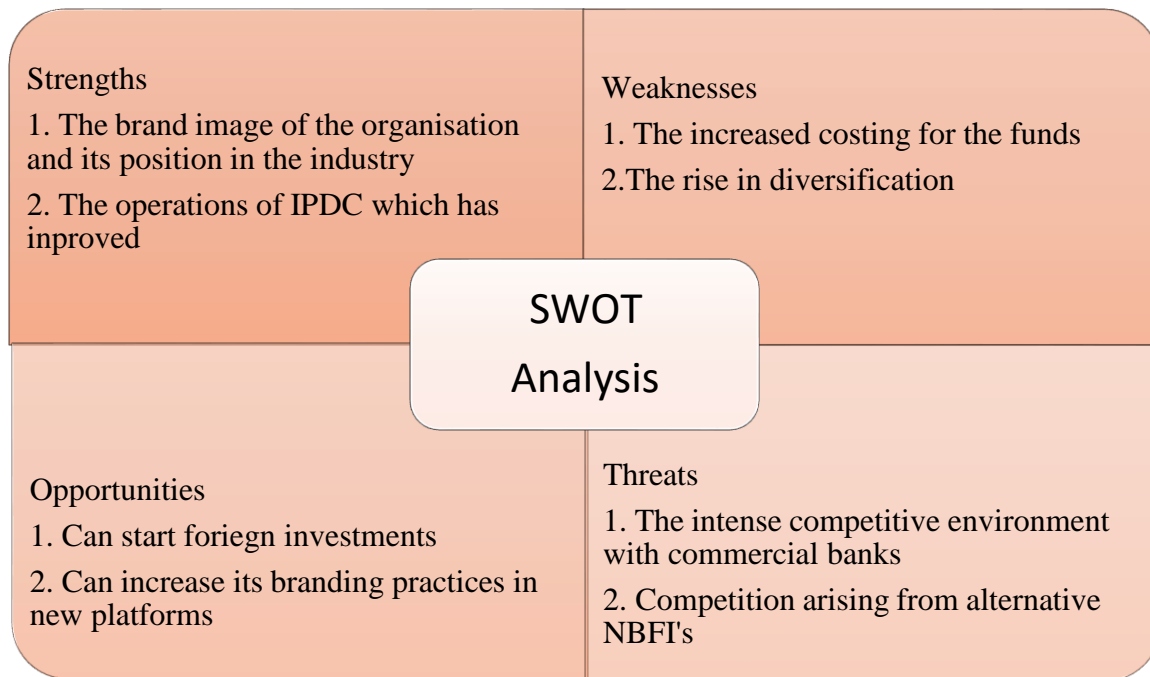 Strengths
1. The brand image of the organisation
and its position in the industry
2. The operations of IPDC which has
inproved
Weaknesses
1. The increased costing for the funds
2.The rise in diversification
SWOT
Analysis
Opportunities
1. Can start foriegn investments
2. Can increase its branding practices in
new platforms
Threats
1. The intense competitive environment
with commercial banks
2. Competition arising from alternative
NBFI's